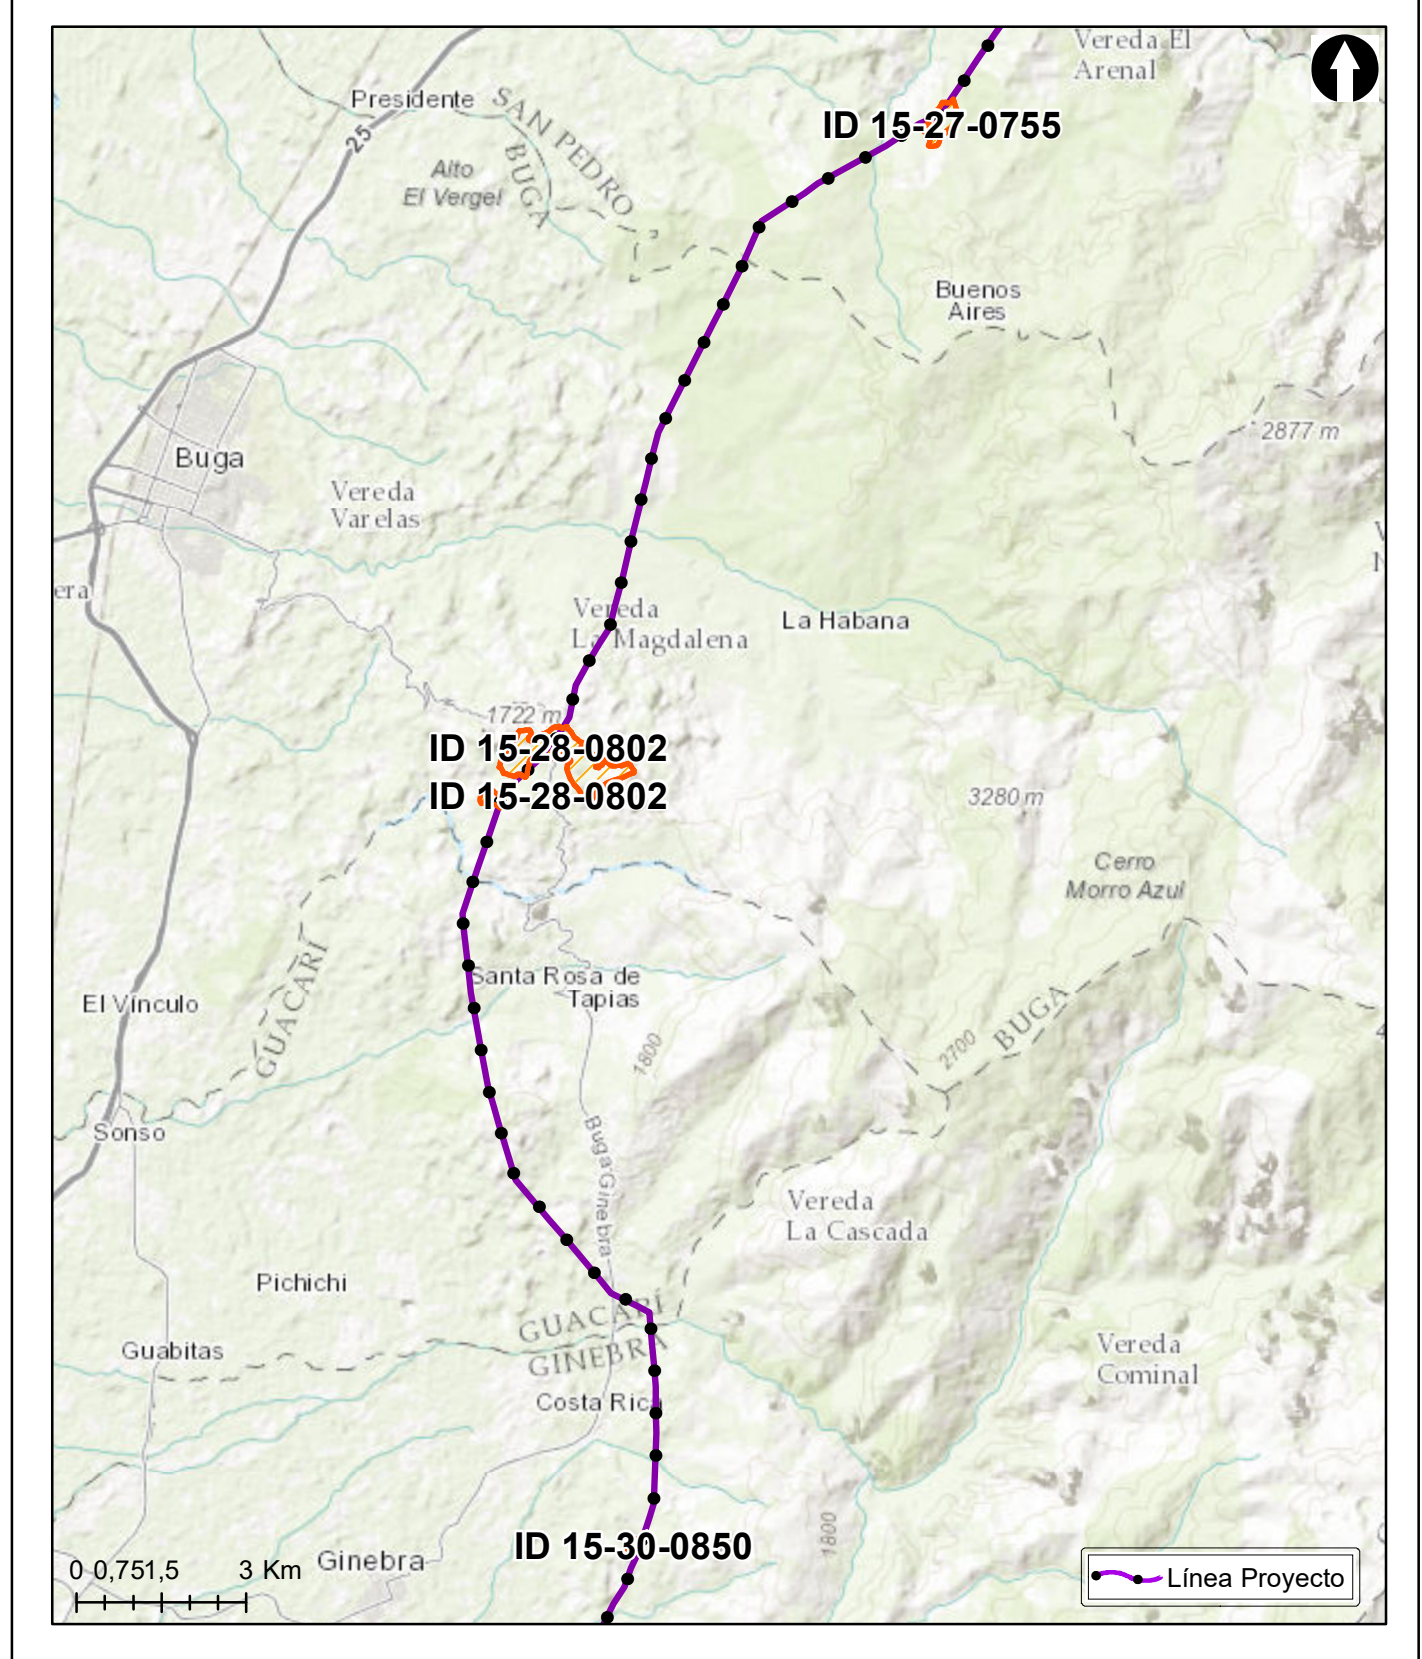 Vereda El
Arenal
Presidente
SAN PEDRO
BUGA
25
ID 15-27-0755
Alto
El Vergel
Buenos
Aires
2877 m
Buga
Vereda
Varelas
era
Vereda
La Magdalena
La Habana
1722 m
ID 15-28-0802
ID 15-28-0802
3280 m
Cerro
Morro Azul
GUACARÍ
Santa Rosa de
Tapias
El Vínculo
BUGA
2700
1800
Sonso
Buga Ginebra
Vereda
La Cascada
Pichichi
GUACARÍ
GINEBRA
Guabitas
Vereda
Cominal
Costa Rica
1800
ID 15-30-0850
Ginebra
0 0,751,5 3 Km
Línea Proyecto